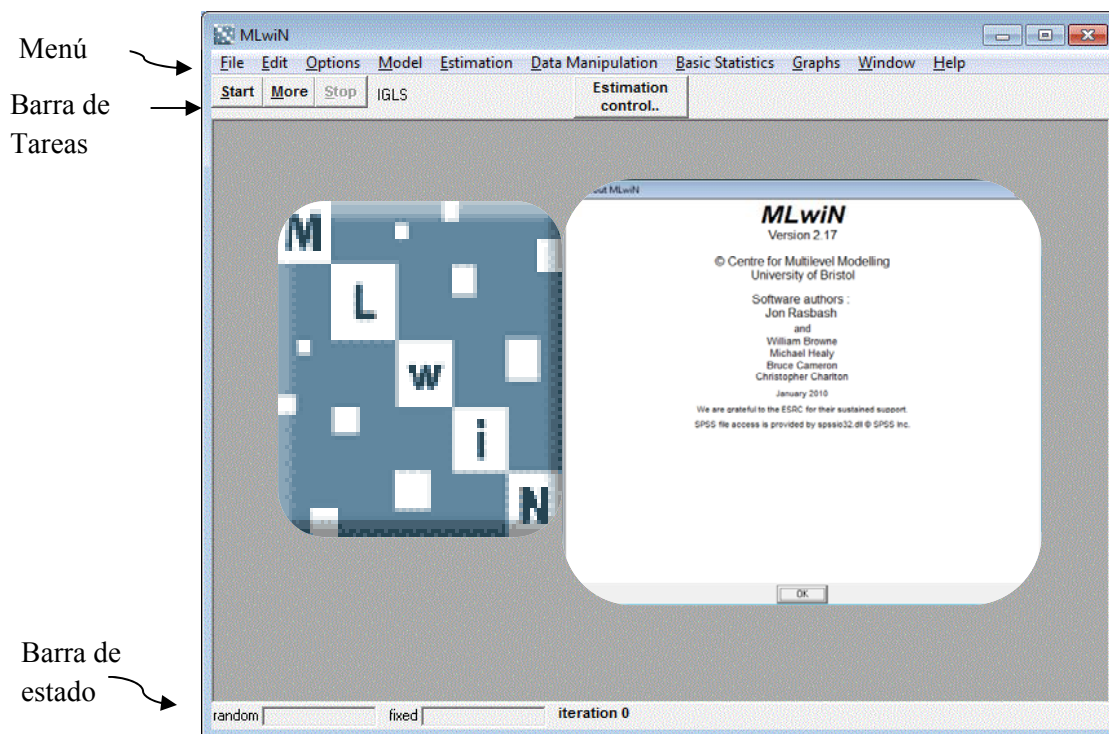 MLwiN
Menú
File Edit Options Model Estimation Data Manipulation Basic Statistics Graphs Window Help
Barra de
Tareas
Start More Stop IGLS Estimation
control..
M
L
w
i
N
out MLwiN
MLwiN
Version 2.17
© Centre for Multilevel Modelling
University of Bristol
Software authors :
Jon Rasbash
and
William Browne
Michael Healy
Bruce Cameron
Christopher Charlton
January 2010
We are grateful to the ESRC for their sustained support.
SPSS file access is provided by spssio32.dll © SPSS Inc.
OK
Barra de
estado
random fixed iteration 0